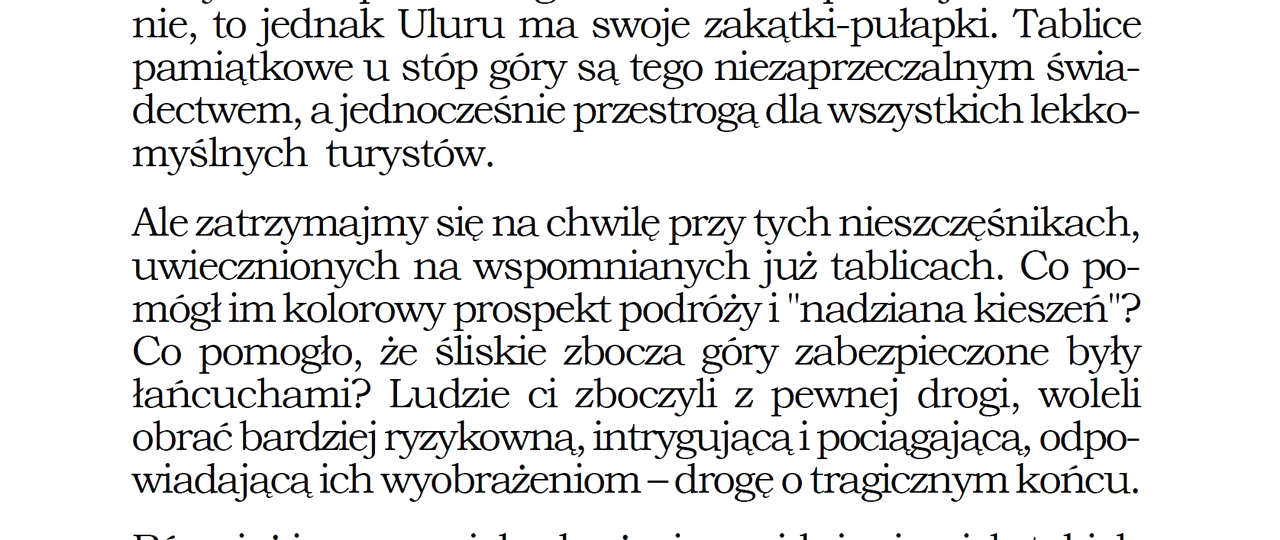 nie, to jednak Uluru ma swoje zakątki-pułapki. Tablice
pamiątkowe u stóp góry są tego niezaprzeczalnym świa-
dectwem, a jednocześnie przestrogą dla wszystkich lekko-
myślnych turystów.
Ale zatrzymajmy się na chwilę przy tych nieszczęśnikach,
uwiecznionych na wspomnianych już tablicach. Co po-
mógł im kolorowy prospekt podróży i "nadziana kieszeń"?
Co pomogło, że śliskie zbocza góry zabezpieczone były
łańcuchami? Ludzie ci zboczyli z pewnej drogi, woleli
obrać bardziej ryzykowną, intrygującą i pociągającą, odpo-
wiadającą ich wyobrażeniom – drogę o tragicznym końcu.